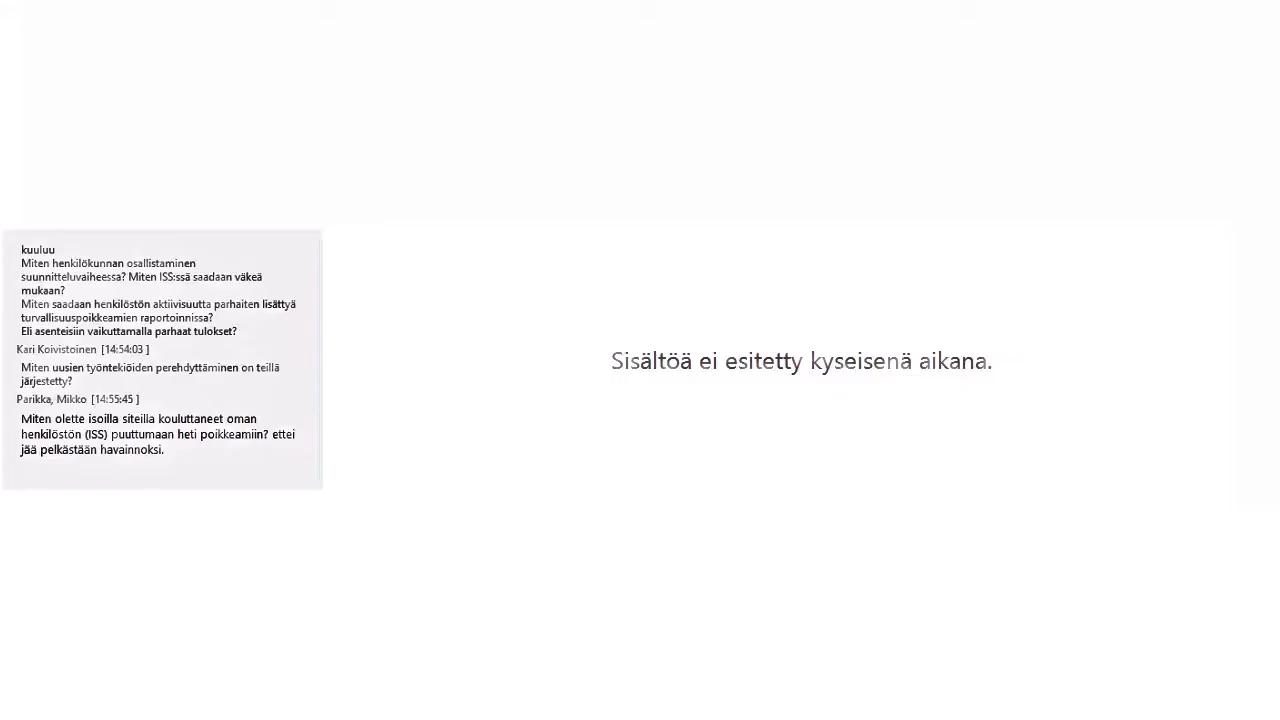 kuuluu
Miten henkilökunnan osallistaminen
suunnitteluvaiheessa? Miten ISS:ssä saadaan väkeä
mukaan?
Miten saadaan henkilöstön aktiivisuutta parhaiten lisättyä
turvallisuuspoikkeamien raportoinnissa?
Eli asenteisiin vaikuttamalla parhaat tulokset?
Kari Koivistoinen [14:54:03 ]
Miten uusien työntekiöiden perehdyttäminen on teillä
järjestetty?
Parikka, Mikko [14:55:45 ]
Miten olette isoilla siteilla kouluttaneet oman
henkilöstön (ISS) puuttumaan heti poikkeamiin? ettei
jää pelkästään havainnoksi.
Sisältöä ei esitetty kyseisenä aikana.